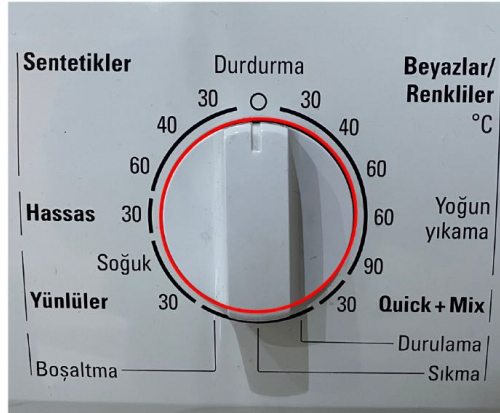 Sentetikler
Durdurma
Beyazlar/
Renkliler
°C
30
30
40
40
60
60
Hassas
30
60
Yoğun
yıkama
Soğuk
90
Yünlüler
30
30
Quick + Mix
Durulama
Boşaltma
Sıkma